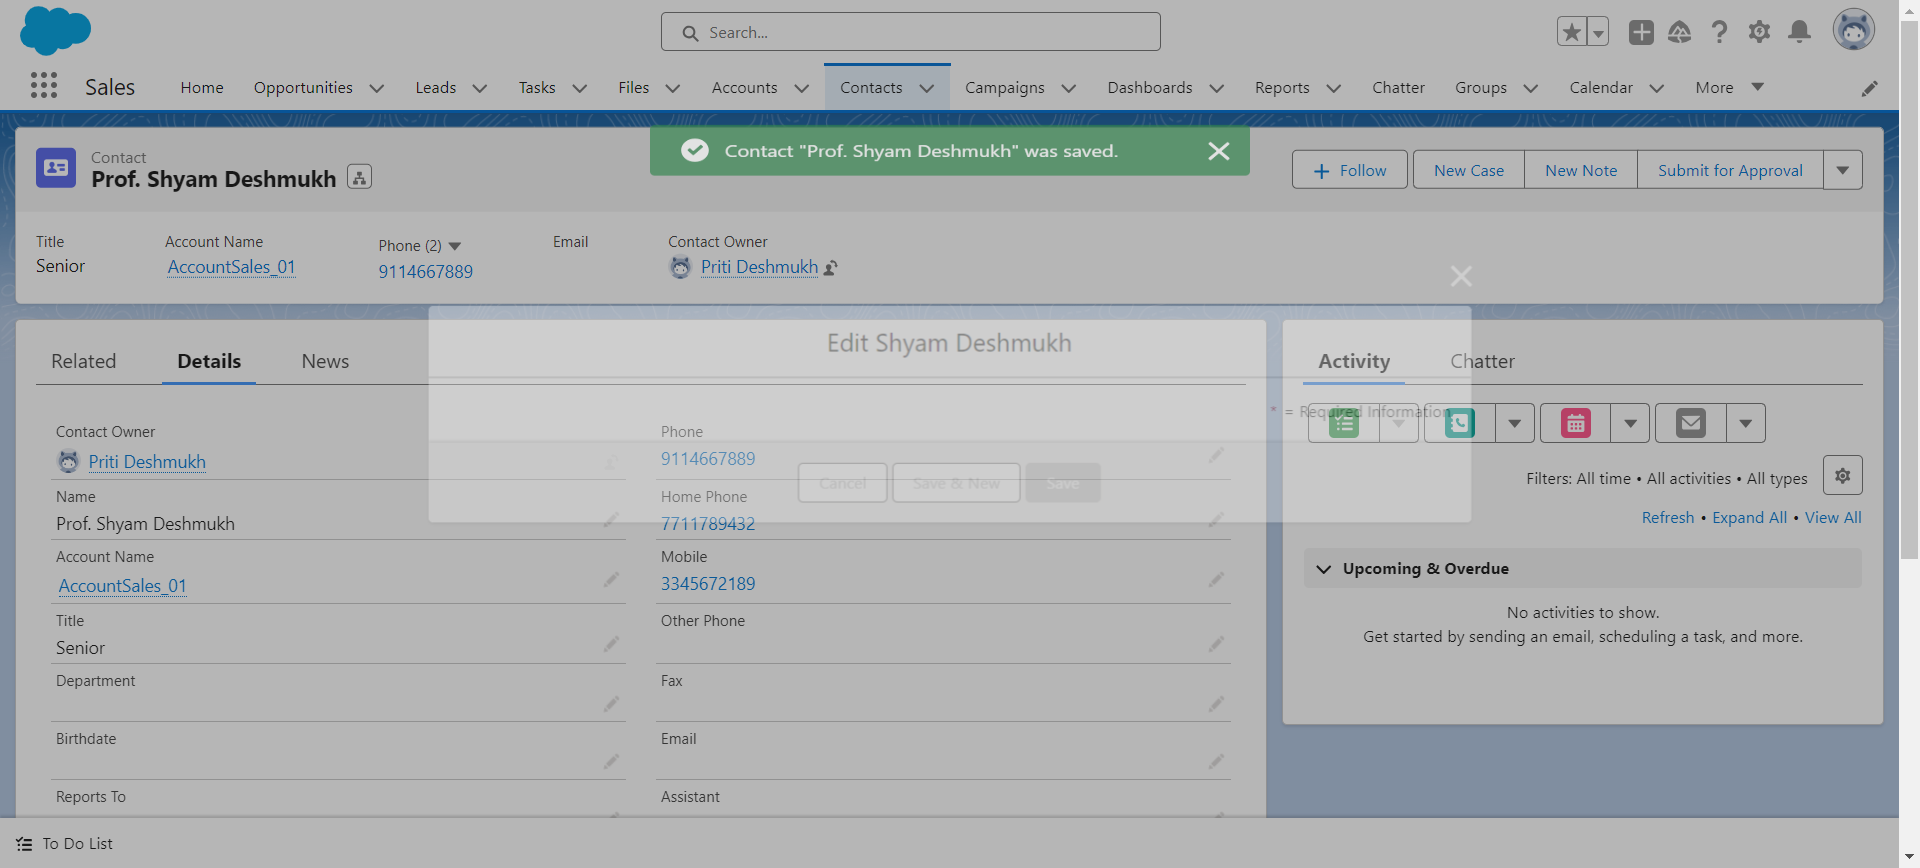 Search...
Sales
Home
Opportunities
Leads
Tasks
Files
Accounts
Contacts
Campaigns
Dashboards
Reports
Chatter
Groups
Calendar
More
Contact "Prof. Shyam Deshmukh" was saved.
Contact
Prof. Shyam Deshmukh
Follow
New Case
New Note
Submit for Approval
Title
Senior
Account Name
AccountSales_01
Phone (2)
9114667889
Email
Contact Owner
Priti Deshmukh
Edit Shyam Deshmukh
* = Required Information
Cancel
Save & New
Save
Related
Details
News
Contact Owner
Priti Deshmukh
Name
Prof. Shyam Deshmukh
Account Name
AccountSales_01
Title
Senior
Department
Birthdate
Reports To
Phone
9114667889
Home Phone
7711789432
Mobile
3345672189
Other Phone
Fax
Email
Assistant
Activity
Chatter
Filters: All time • All activities • All types
Refresh • Expand All • View All
Upcoming & Overdue
No activities to show.
Get started by sending an email, scheduling a task, and more.
To Do List